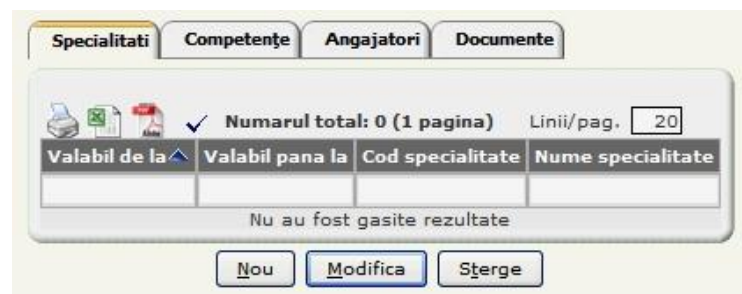 Specialitati Competenţe Angajatori Documente
Numarul total: 0 (1 pagina) Linii/pag. 20
Valabil de la Valabil pana la Cod specialitate Nume specialitate
Nu au fost gasite rezultate
Nou Modifica Sterge